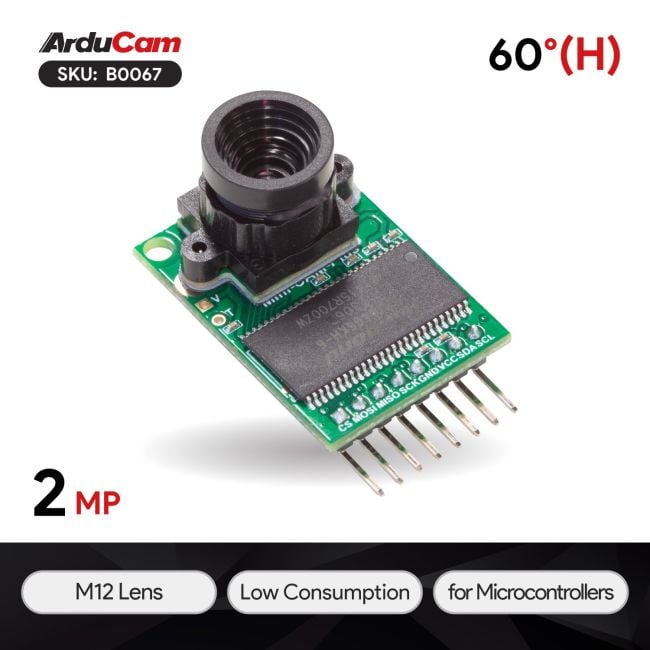 ArduCam
SKU: B0067
60°(H)
V
T
CS MOSI MISO SCK GND VCC SDA SCL
2 MP
M12 Lens
Low Consumption
for Microcontrollers